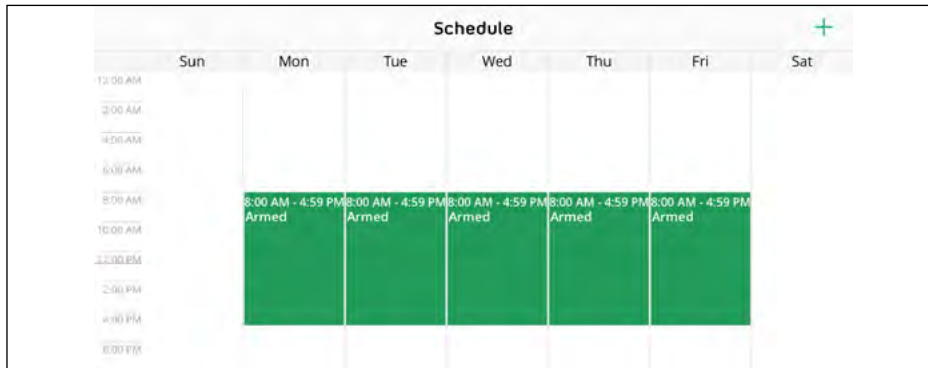 Schedule
+
Sun Mon Tue Wed Thu Fri Sat
12:00 AM
2:00 AM
4:00 AM
6:00 AM
8:00 AM
8:00 AM - 4:59 PM 8:00 AM - 4:59 PM 8:00 AM - 4:59 PM 8:00 AM - 4:59 PM 8:00 AM - 4:59 PM
Armed Armed Armed Armed Armed
10:00 AM
12:00 PM
2:00 PM
4:00 PM
6:00 PM